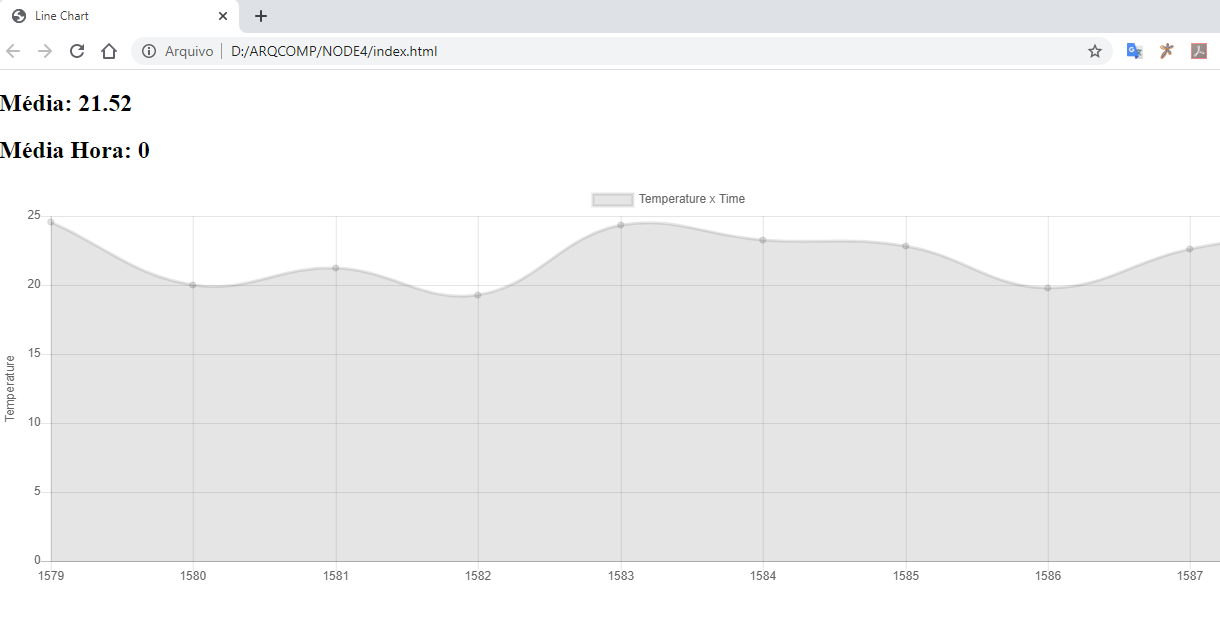 Line Chart
Arquivo D:/ARQCOMP/NODE4/index.html
Média: 21.52
Média Hora: 0
Temperature x Time
25
20
15
10
5
0
Temperature
1579 1580 1581 1582 1583 1584 1585 1586 1587